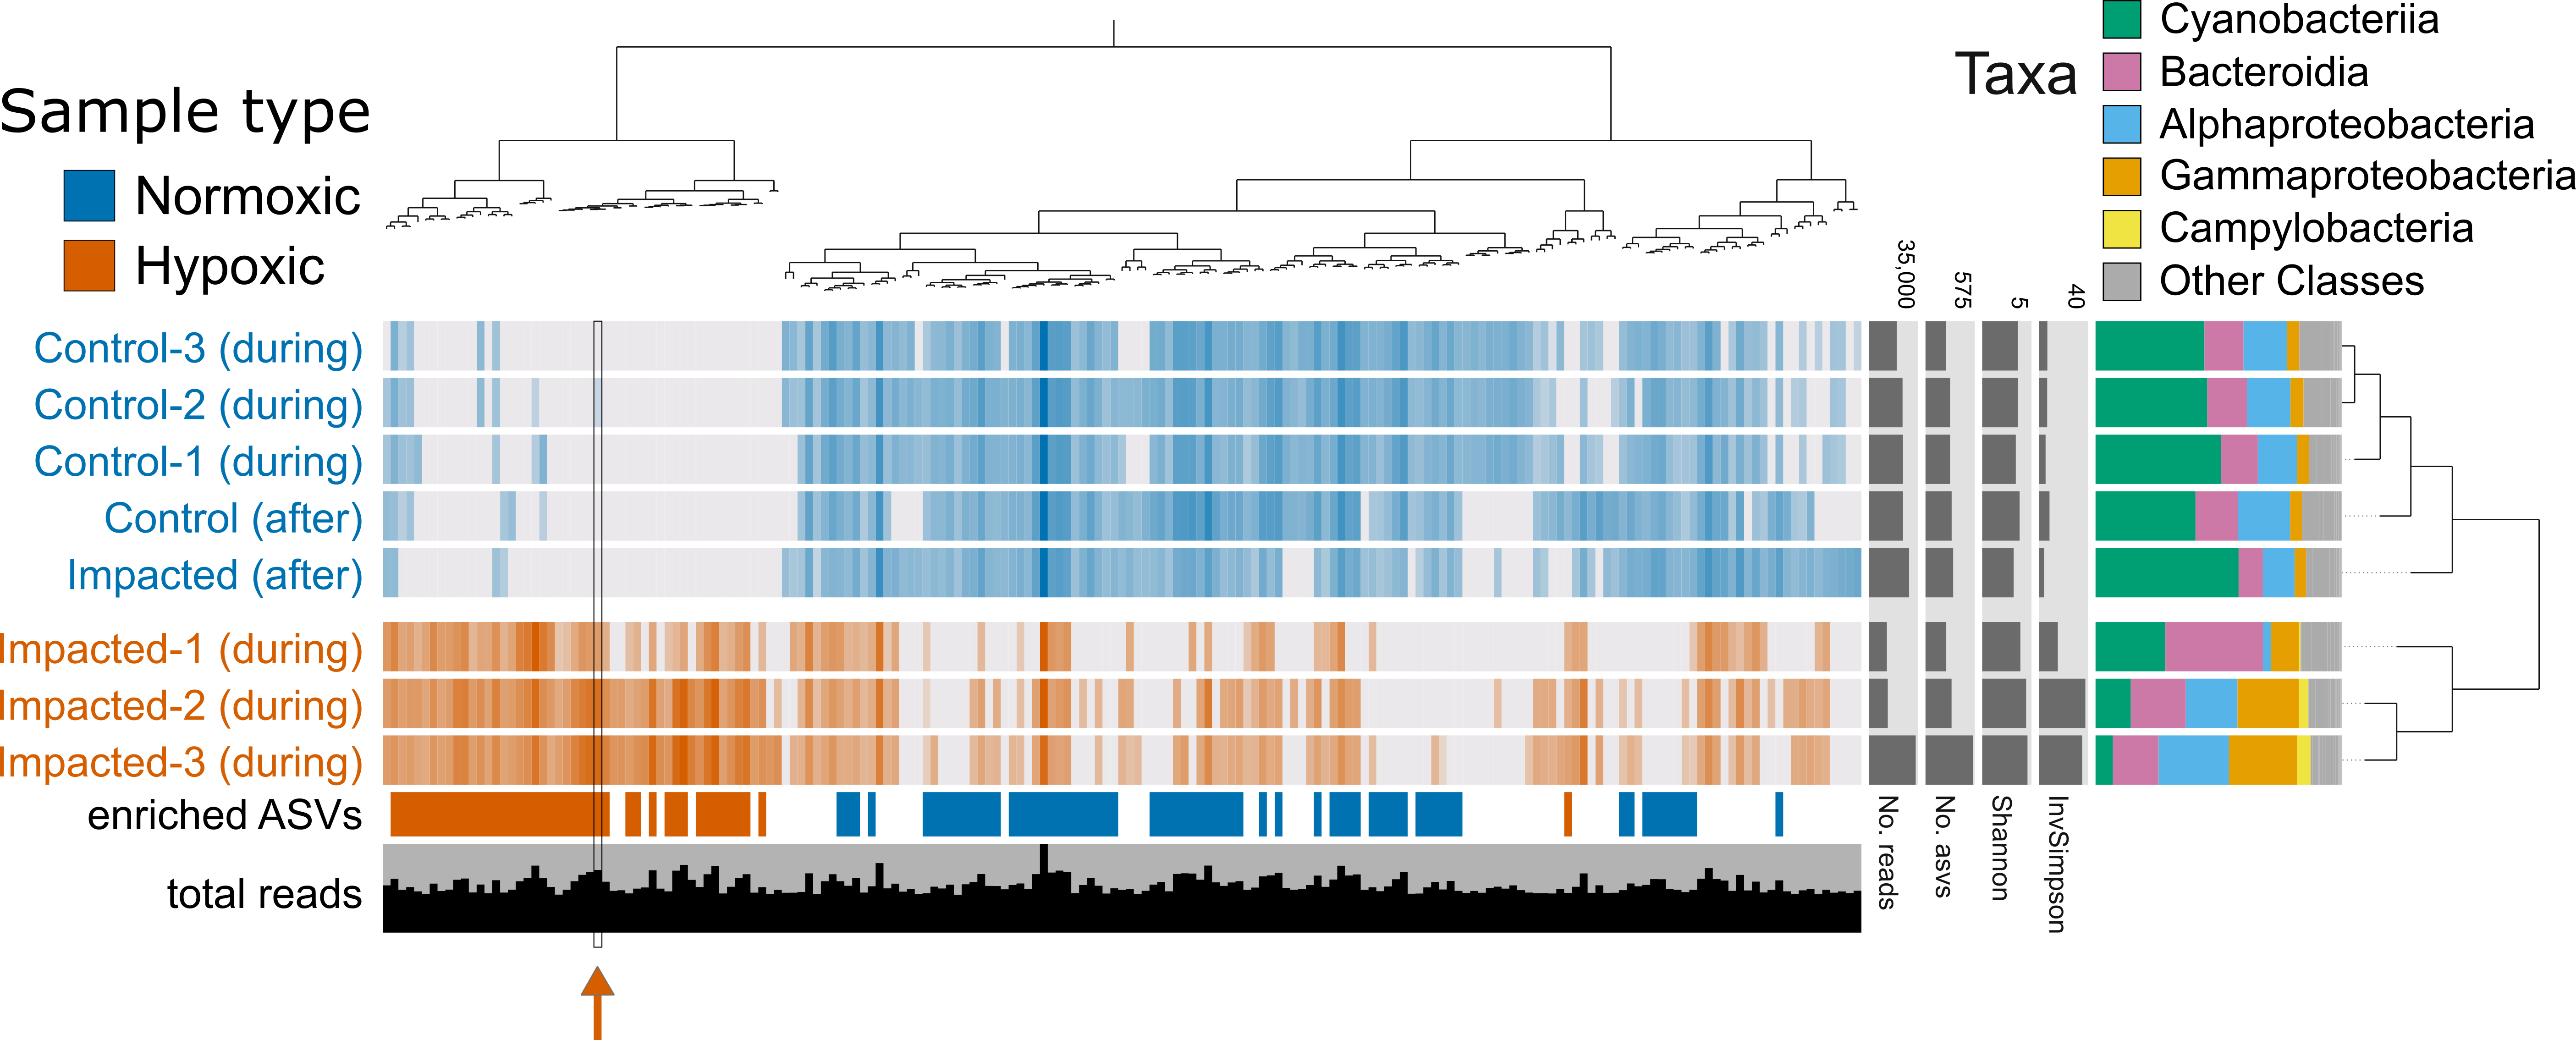 Sample type
Normoxic
Hypoxic
Taxa
Cyanobacteriia
Bacteroidia
Alphaproteobacteria
Gammaproteobacteria
Campylobacteria
Other Classes
35,000
575
5
40
Control-3 (during)
Control-2 (during)
Control-1 (during)
Control (after)
Impacted (after)
Impacted-1 (during)
Impacted-2 (during)
Impacted-3 (during)
enriched ASVs
total reads
No. reads
No. asvs
Shannon
InvSimpson